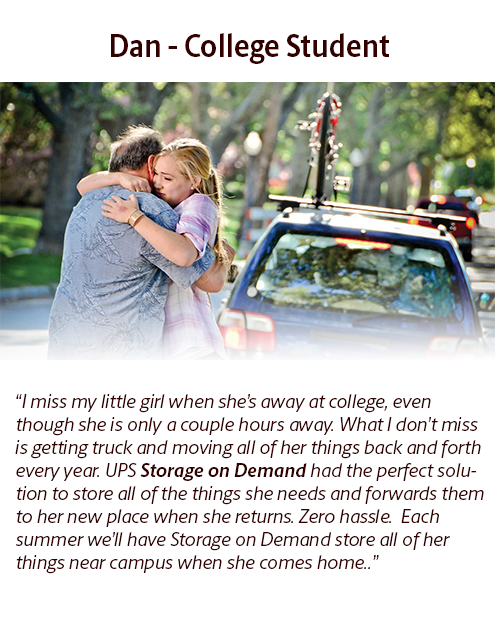 Dan - College Student
“I miss my little girl when she’s away at college, even
though she is only a couple hours away. What I don’t miss
is getting truck and moving all of her things back and forth
every year. UPS Storage on Demand had the perfect solu-
tion to store all of the things she needs and forwards them
to her new place when she returns. Zero hassle.  Each
summer we’ll have Storage on Demand store all of her
things near campus when she comes home..”